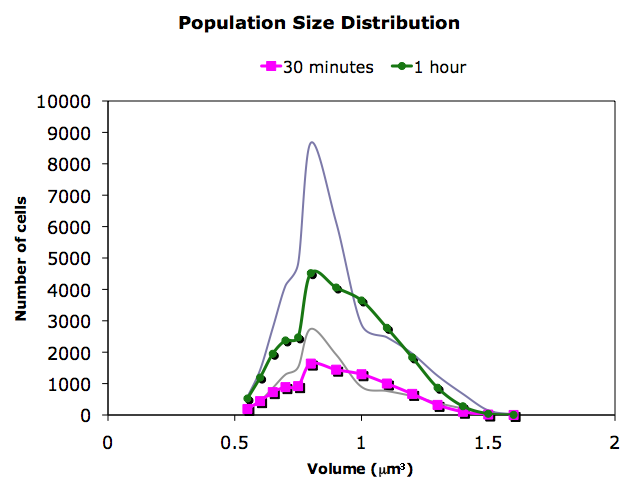 Population Size Distribution
30 minutes 1 hour
10000
9000
8000
7000
6000
5000
4000
3000
2000
1000
0
Number of cells
0 0.5 1 1.5 2
Volume (μm³)